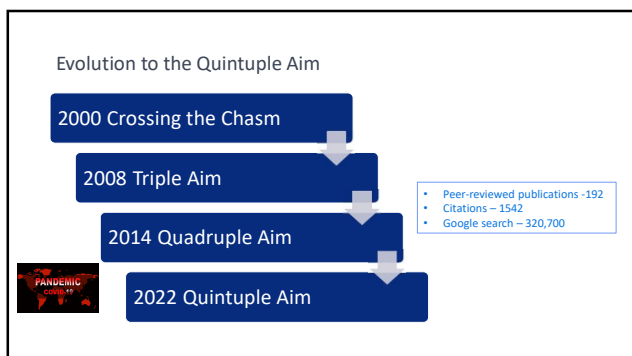 Evolution to the Quintuple Aim
2000 Crossing the Chasm
2008 Triple Aim
• Peer-reviewed publications -192
• Citations – 1542
• Google search – 320,700
2014 Quadruple Aim
PANDEMIC
COVID-19
2022 Quintuple Aim